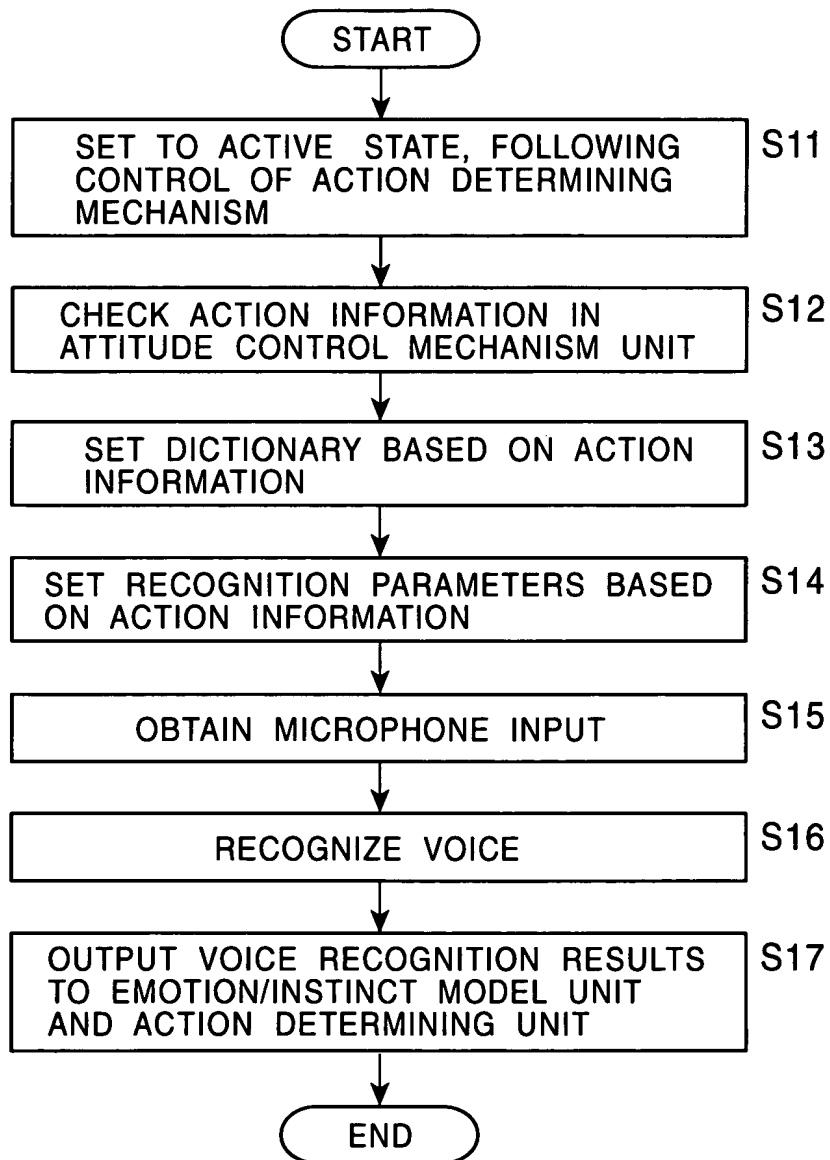 START
SET TO ACTIVE STATE, FOLLOWING
CONTROL OF ACTION DETERMINING
MECHANISM
S11
CHECK ACTION INFORMATION IN
ATTITUDE CONTROL MECHANISM UNIT
S12
SET DICTIONARY BASED ON ACTION
INFORMATION
S13
SET RECOGNITION PARAMETERS BASED
ON ACTION INFORMATION
S14
OBTAIN MICROPHONE INPUT
S15
RECOGNIZE VOICE
S16
OUTPUT VOICE RECOGNITION RESULTS
TO EMOTION/INSTINCT MODEL UNIT
AND ACTION DETERMINING UNIT
S17
END